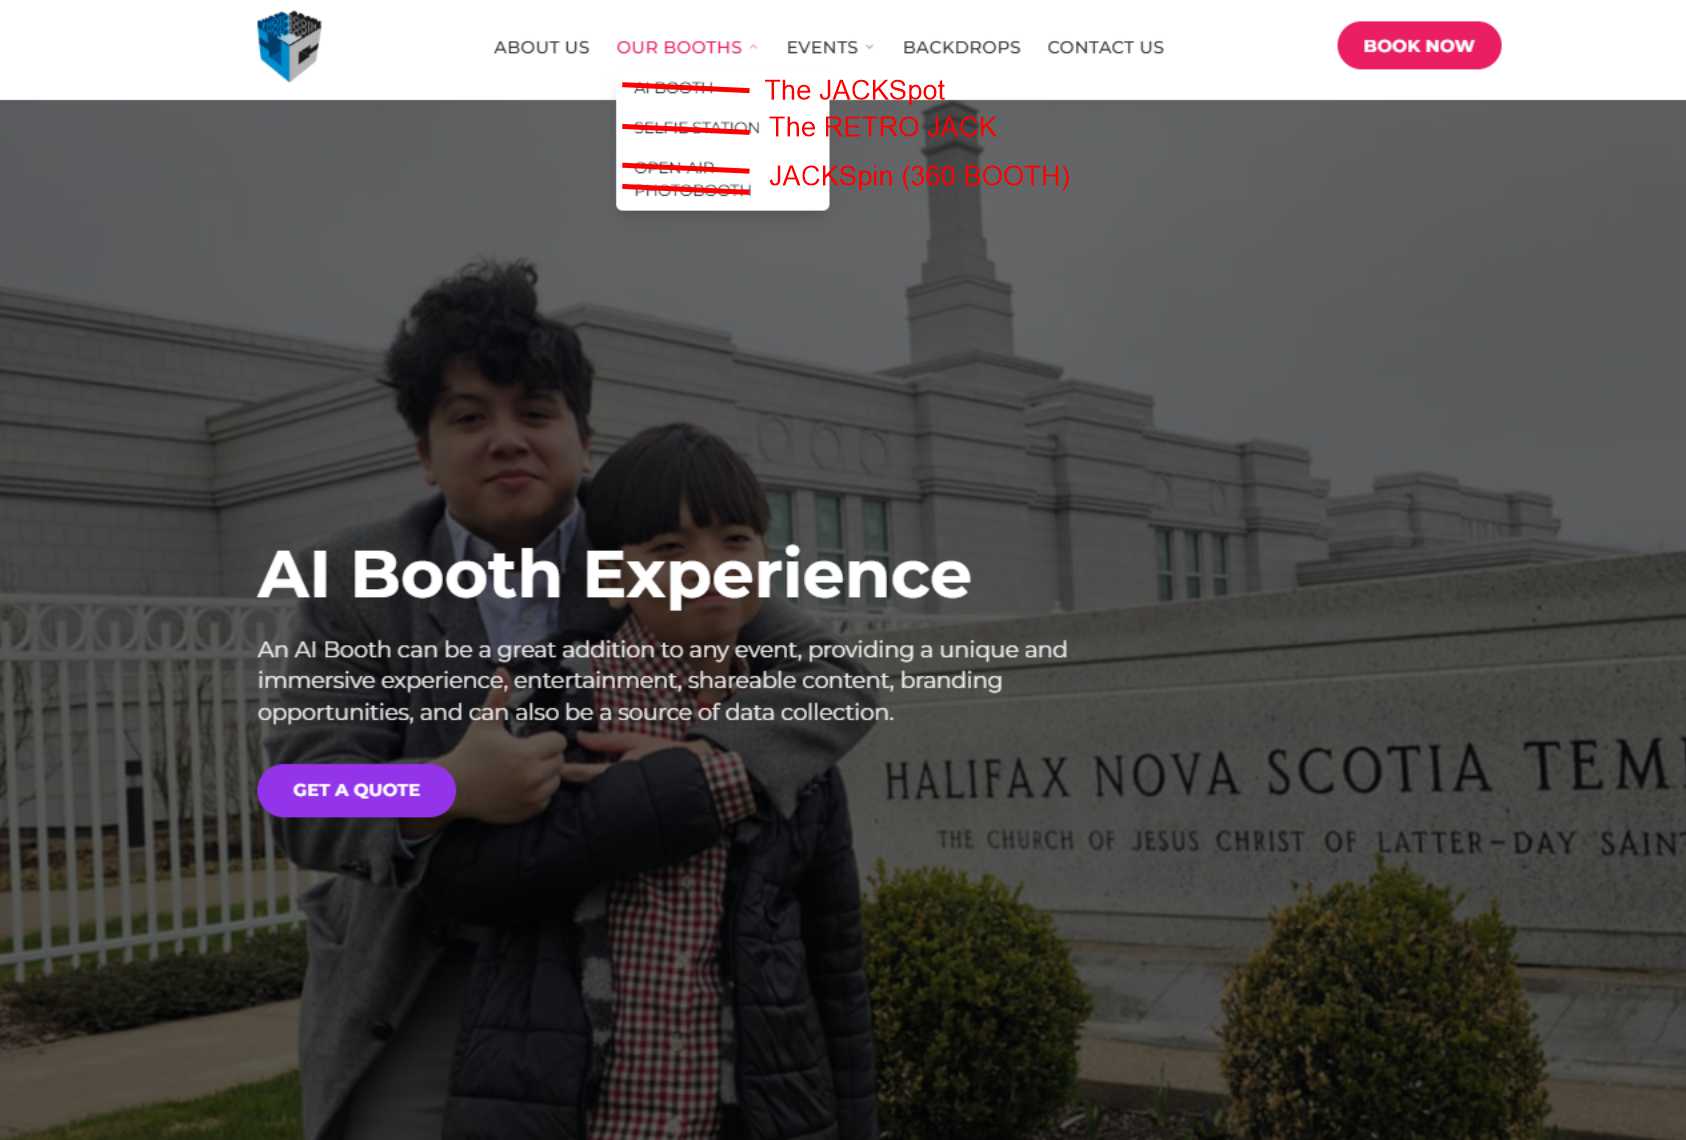 ABOUT US OUR BOOTHS EVENTS BACKDROPS CONTACT US BOOK NOW
AI BOOTH The JACKSpot
SELFIE STATION The RETRO JACK
OPEN AIR JACKSpin (360 BOOTH)
PHOTOBOOTH
AI Booth Experience
An AI Booth can be a great addition to any event, providing a unique and
immersive experience, entertainment, shareable content, branding
opportunities, and can also be a source of data collection.
GET A QUOTE
HALIFAX NOVA SCOTIA TEM
THE CHURCH OF JESUS CHRIST OF LATTER-DAY SAIN